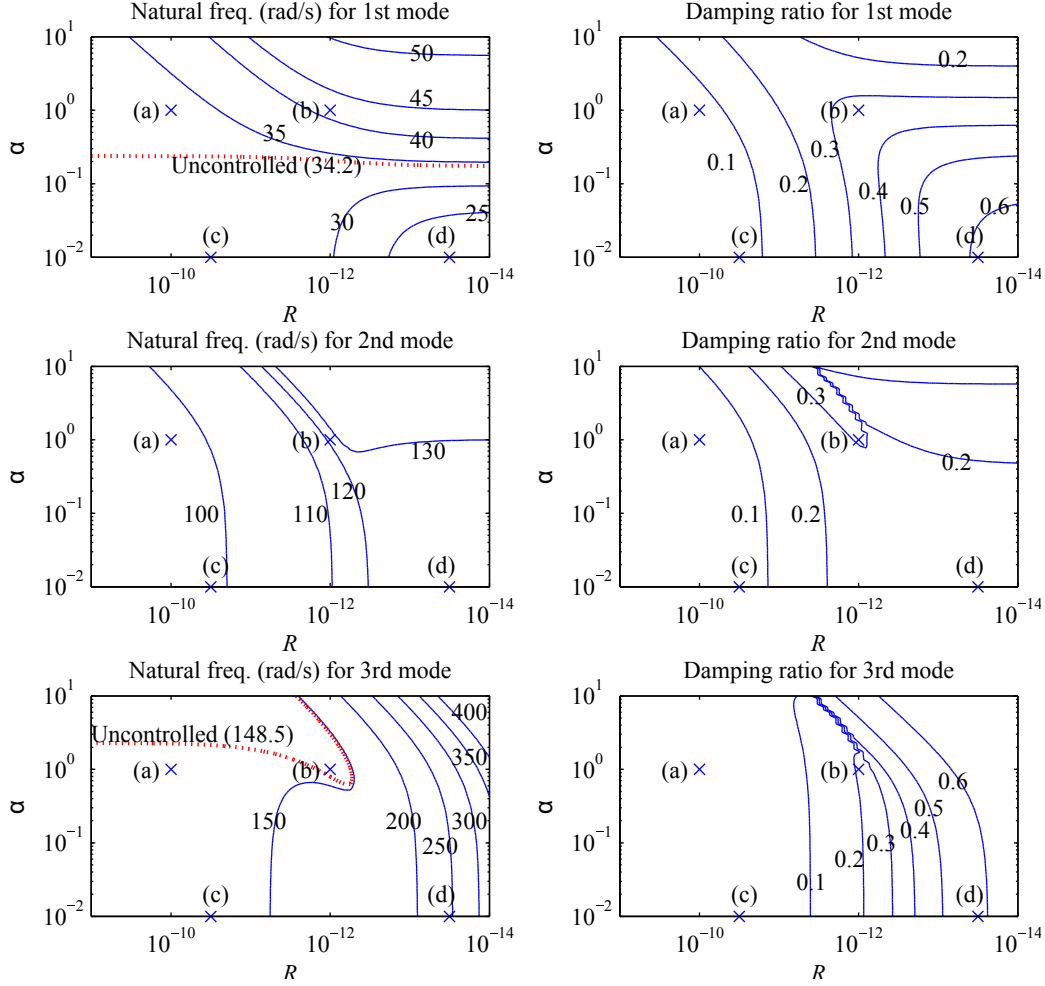 Natural freq. (rad/s) for 1st mode
10^1
10^0
10^−1
10^−2
α
50
45
40
35
30
25
(a)
(b)
(c)
(d)
Uncontrolled (34.2)
10^−10
10^−12
10^−14
R
Damping ratio for 1st mode
10^1
10^0
10^−1
10^−2
α
0.2
0.1
0.2
0.3
0.4
0.5
0.6
(a)
(b)
(c)
(d)
10^−10
10^−12
10^−14
R
Natural freq. (rad/s) for 2nd mode
10^1
10^0
10^−1
10^−2
α
100
110
120
130
(a)
(b)
(c)
(d)
10^−10
10^−12
10^−14
R
Damping ratio for 2nd mode
10^1
10^0
10^−1
10^−2
α
0.3
0.2
0.1
0.2
(a)
(b)
(c)
(d)
10^−10
10^−12
10^−14
R
Natural freq. (rad/s) for 3rd mode
10^1
10^0
10^−1
10^−2
α
Uncontrolled (148.5)
400
350
300
250
200
150
(a)
(b)
(c)
(d)
10^−10
10^−12
10^−14
R
Damping ratio for 3rd mode
10^1
10^0
10^−1
10^−2
α
0.6
0.5
0.4
0.3
0.2
0.1
(a)
(b)
(c)
(d)
10^−10
10^−12
10^−14
R